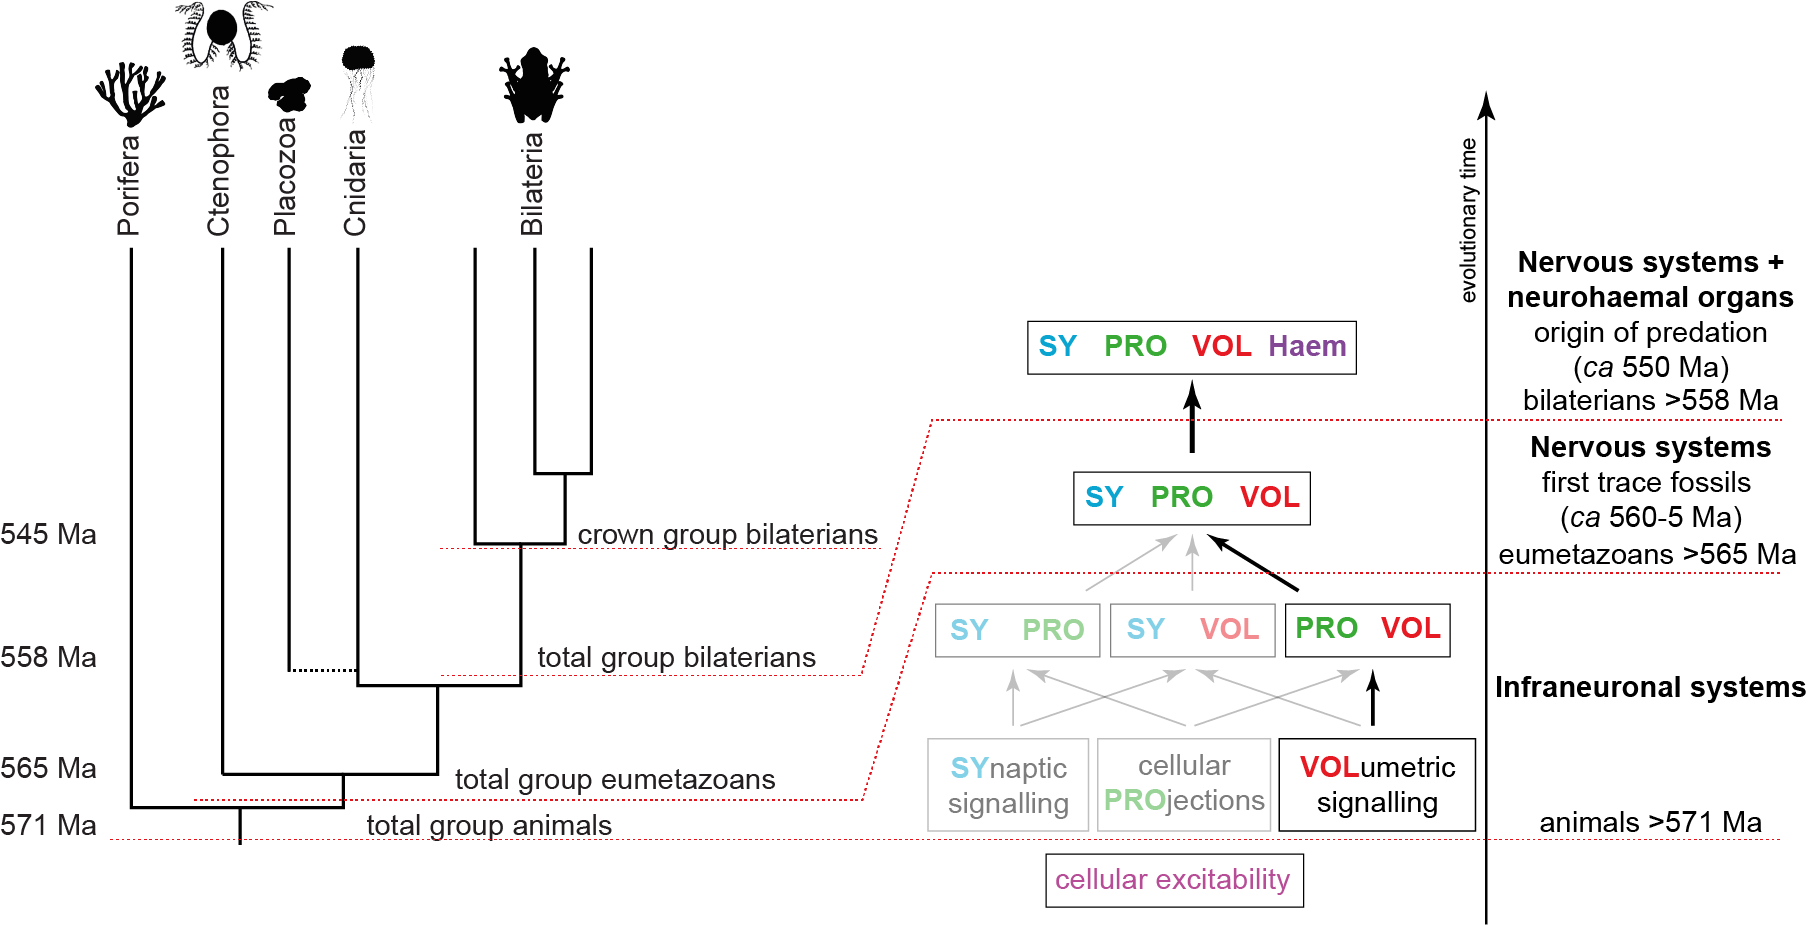 Porifera
Ctenophora
Placozoa
Cnidaria
Bilateria
545 Ma
558 Ma
565 Ma
571 Ma
crown group bilaterians
total group bilaterians
total group eumetazoans
total group animals
SY PRO VOL Haem
SY PRO VOL
SY PRO
SY VOL
PRO VOL
SYnaptic
signalling
cellular
PROjections
VOLumetric
signalling
cellular excitability
evolutionary time
Nervous systems +
neurohaemal organs
origin of predation
(ca 550 Ma)
bilaterians >558 Ma
Nervous systems
first trace fossils
(ca 560-5 Ma)
eumetazoans >565 Ma
Infraneuronal systems
animals >571 Ma